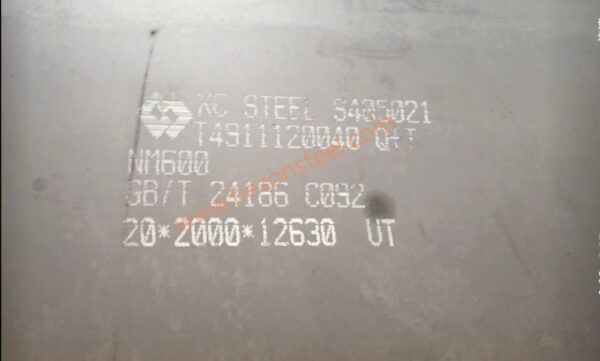 XC STEEL S405021
T4911120040 Q+T
NM600
GB/T 24186 C092
20*2000*12630 UT